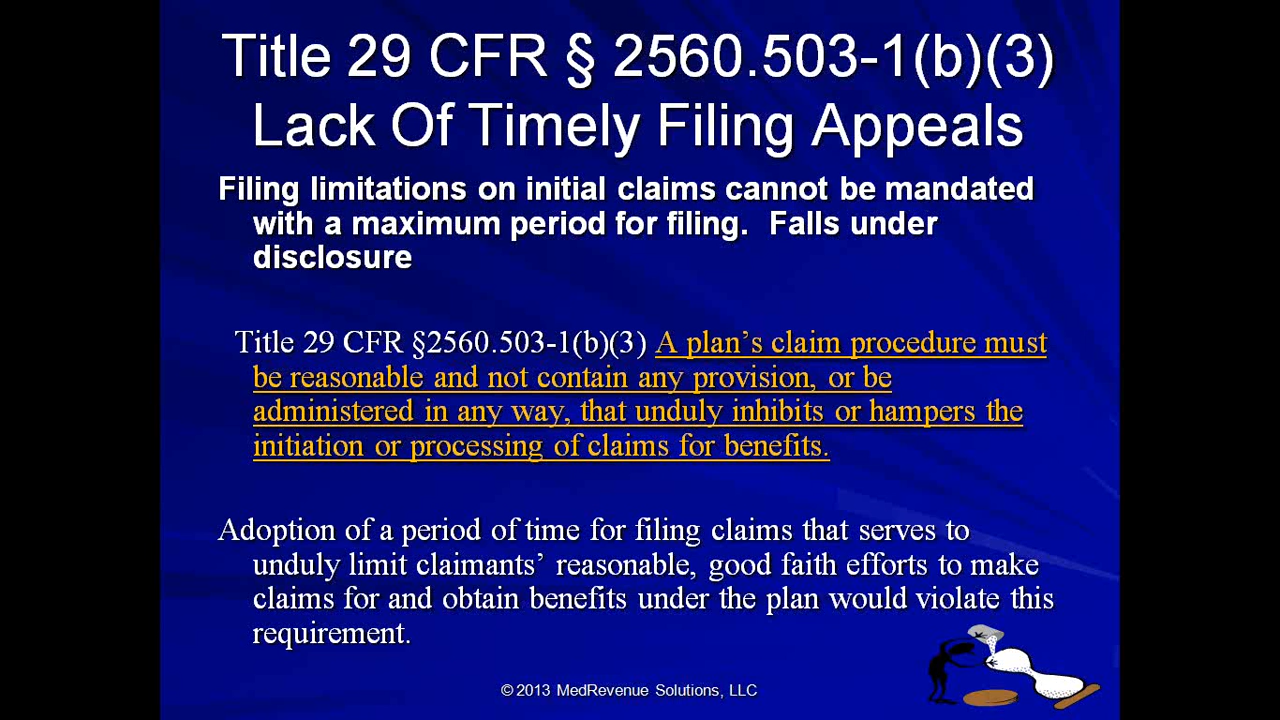 Title 29 CFR § 2560.503-1(b)(3)
Lack Of Timely Filing Appeals
Filing limitations on initial claims cannot be mandated
with a maximum period for filing.  Falls under
disclosure
Title 29 CFR §2560.503-1(b)(3) A plan’s claim procedure must
be reasonable and not contain any provision, or be
administered in any way, that unduly inhibits or hampers the
initiation or processing of claims for benefits.
Adoption of a period of time for filing claims that serves to
unduly limit claimants’ reasonable, good faith efforts to make
claims for and obtain benefits under the plan would violate this
requirement.
© 2013 MedRevenue Solutions, LLC